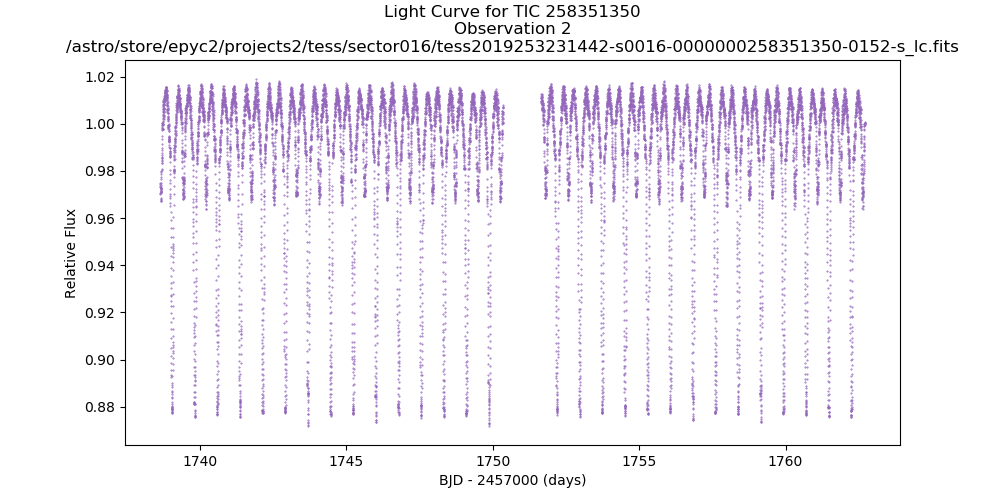 Light Curve for TIC 258351350
Observation 2
/astro/store/epyc2/projects2/tess/sector016/tess2019253231442-s0016-0000000258351350-0152-s_lc.fits
1.02
1.00
0.98
0.96
0.94
0.92
0.90
0.88
Relative Flux
1740 1745 1750 1755 1760
BJD - 2457000 (days)